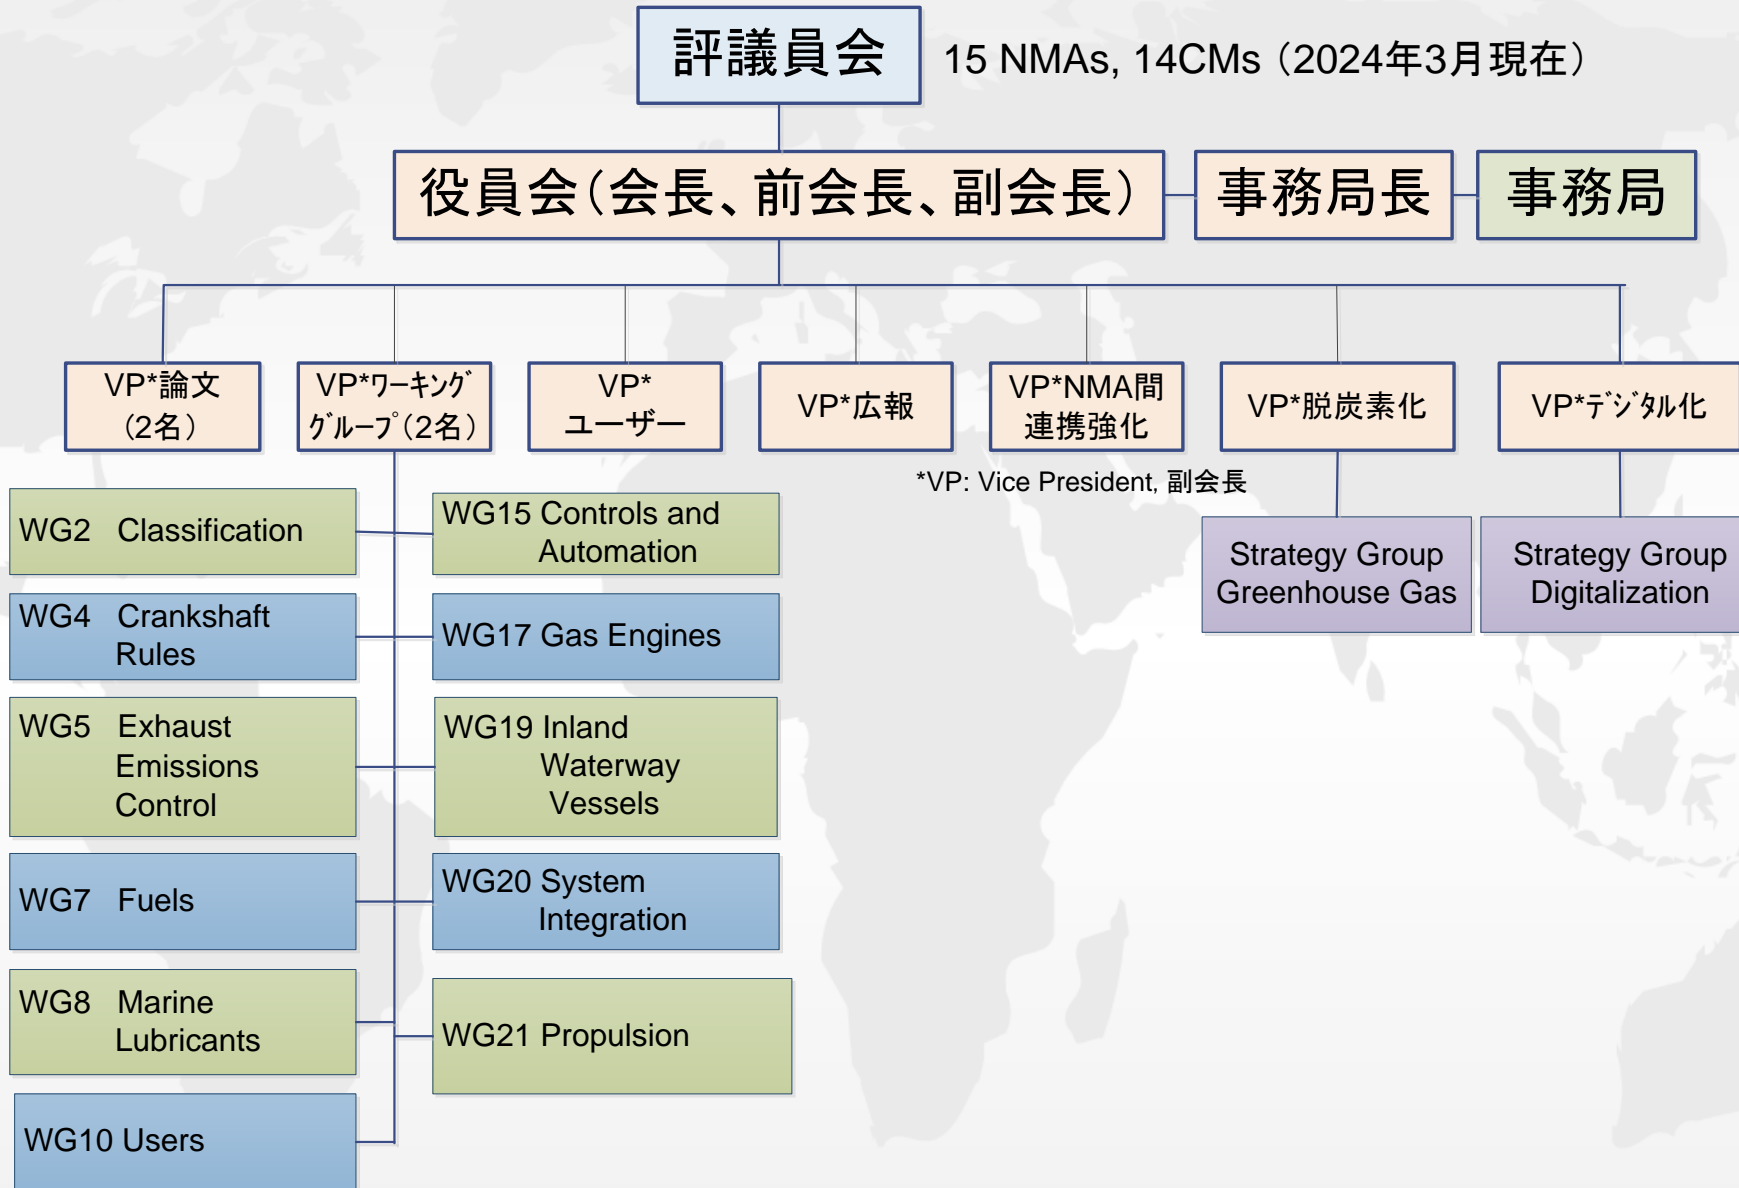 評議員会
15 NMAs, 14CMs（2024年3月現在）
役員会（会長、前会長、副会長）
事務局長
事務局
VP*論文
(2名）
VP*ﾜｰｷﾝｸﾞ
ｸﾞﾙｰﾌﾟ(2名）
VP*
ユーザー
VP*広報
VP*NMA間
連携強化
VP*脱炭素化
VP*ﾃﾞｼﾞﾀﾙ化
*VP: Vice President, 副会長
WG2 Classification
WG4 Crankshaft
Rules
WG5 Exhaust
Emissions
Control
WG7 Fuels
WG8 Marine
Lubricants
WG10 Users
WG15 Controls and
Automation
WG17 Gas Engines
WG19 Inland
Waterway
Vessels
WG20 System
Integration
WG21 Propulsion
Strategy Group
Greenhouse Gas
Strategy Group
Digitalization